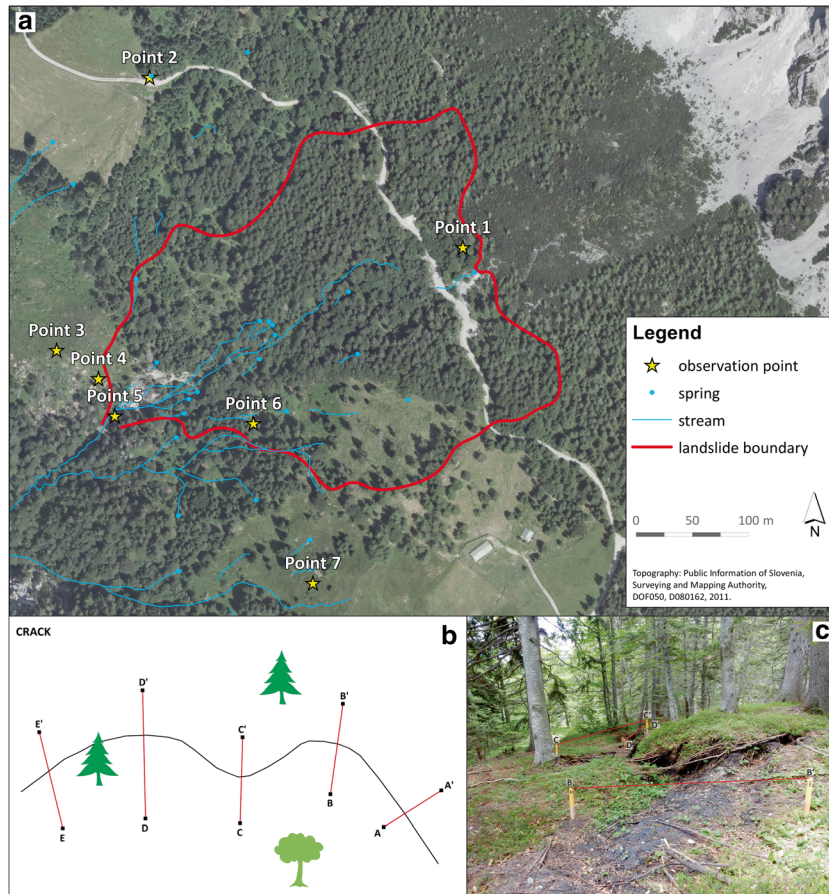 a
Point 2
Point 1
Point 3
Point 4
Point 5
Point 6
Point 7
Legend
observation point
spring
stream
landslide boundary
0 50 100 m
N
Topography: Public Information of Slovenia,
Surveying and Mapping Authority,
DOF050, D080162, 2011.
CRACK
b
D'
B'
E'
C'
A'
B
D
C
A
E
c
C'
D'
C
D
B
B'